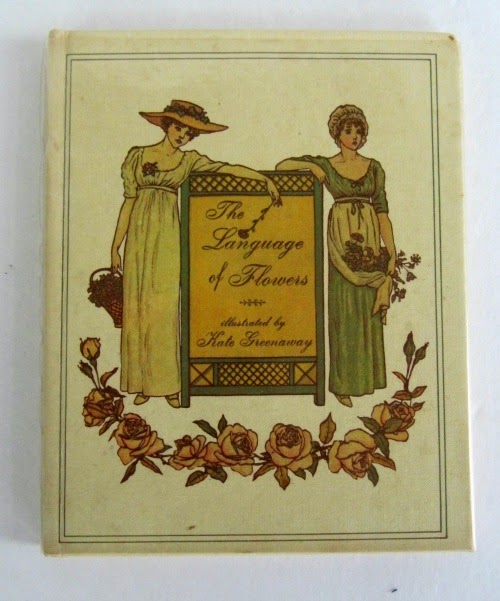 The
Language
of Flowers
illustrated by
Kate Greenaway